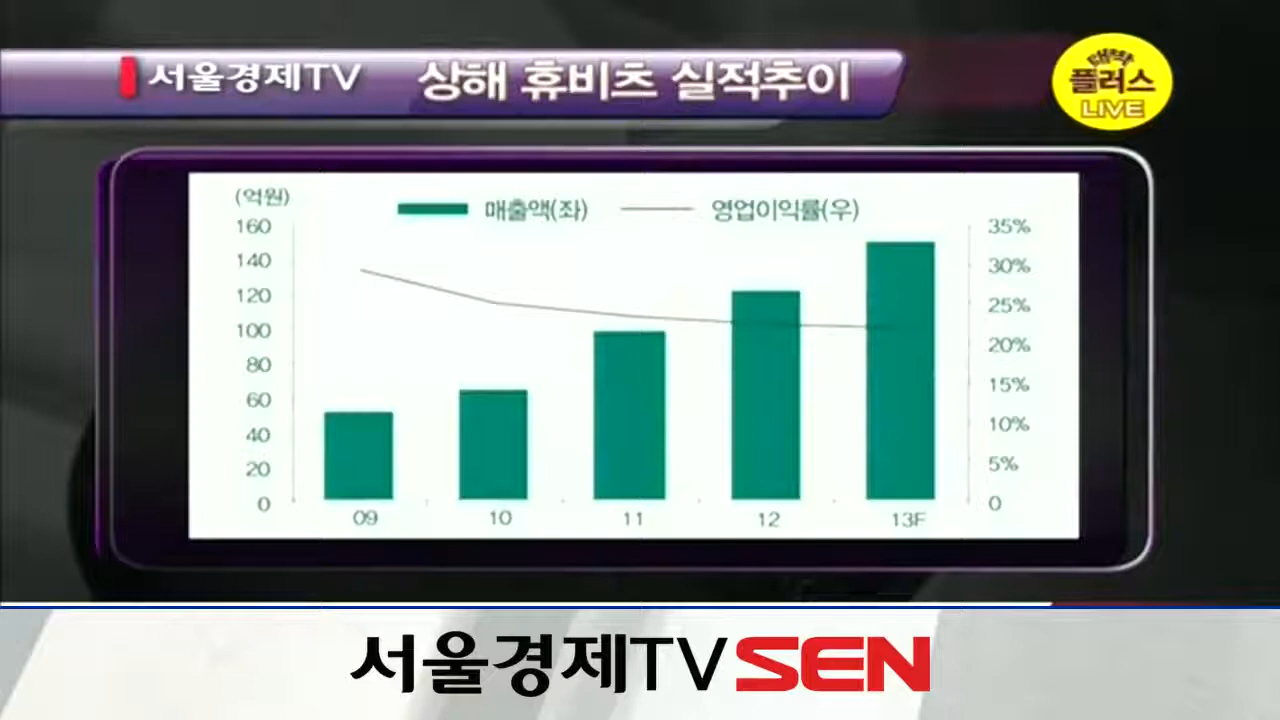 서울경제TV 상해 휴비츠 실적추이
대박
플러스
LIVE
(억원) 매출액(좌) 영업이익률(우)
160 35%
140 30%
120 25%
100 20%
80 15%
60 10%
40 5%
20 0
0
09 10 11 12 13F
서울경제TV SEN